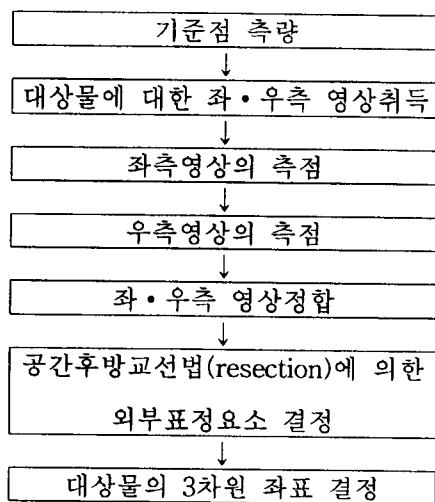 기준점 측량
↓
대상물에 대한 좌·우측 영상취득
↓
좌측영상의 측점
↓
우측영상의 측점
↓
좌·우측 영상정합
↓
공간후방교선법(resection)에 의한
외부표정요소 결정
↓
대상물의 3차원 좌표 결정